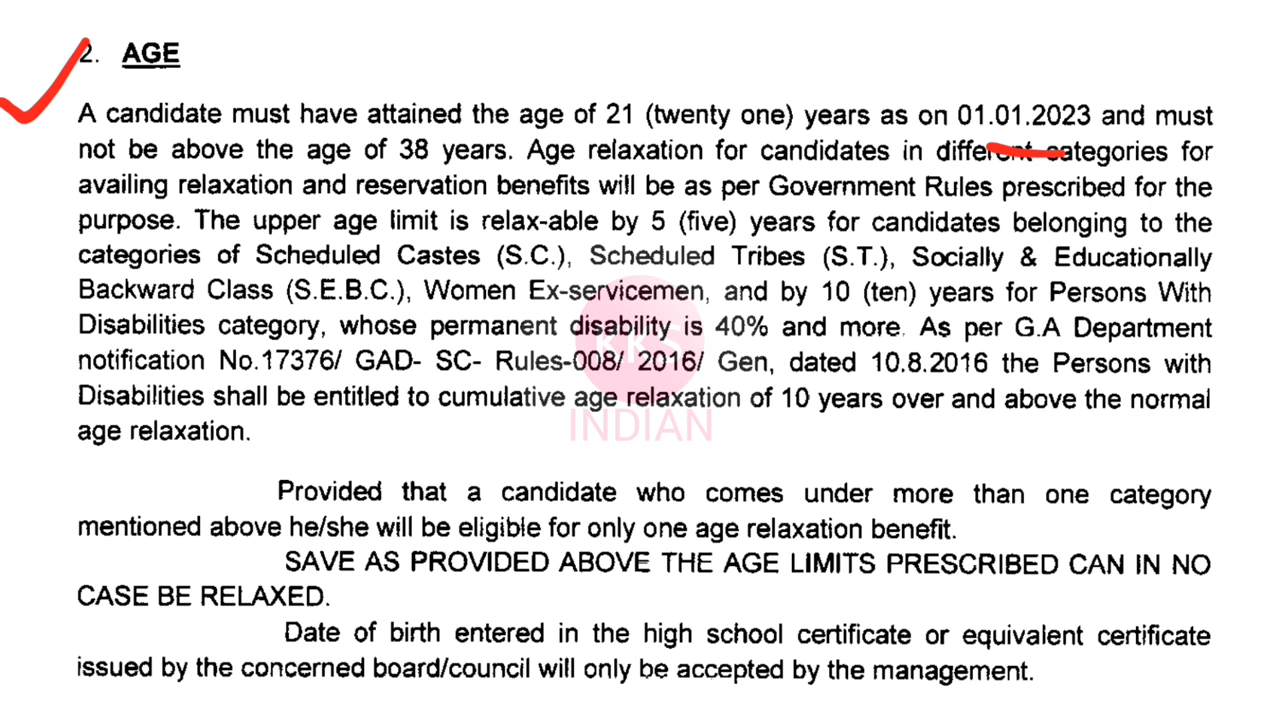 2. AGE
A candidate must have attained the age of 21 (twenty one) years as on 01.01.2023 and must
not be above the age of 38 years. Age relaxation for candidates in different categories for
availing relaxation and reservation benefits will be as per Government Rules prescribed for the
purpose. The upper age limit is relax-able by 5 (five) years for candidates belonging to the
categories of Scheduled Castes (S.C.), Scheduled Tribes (S.T.), Socially & Educationally
Backward Class (S.E.B.C.), Women Ex-servicemen, and by 10 (ten) years for Persons With
Disabilities category, whose permanent disability is 40% and more. As per G.A Department
notification No.17376/ GAD- SC- Rules-008/ 2016/ Gen, dated 10.8.2016 the Persons with
Disabilities shall be entitled to cumulative age relaxation of 10 years over and above the normal
age relaxation.
KKS
INDIAN
Provided that a candidate who comes under more than one category
mentioned above he/she will be eligible for only one age relaxation benefit.
SAVE AS PROVIDED ABOVE THE AGE LIMITS PRESCRIBED CAN IN NO
CASE BE RELAXED.
Date of birth entered in the high school certificate or equivalent certificate
issued by the concerned board/council will only be accepted by the management.